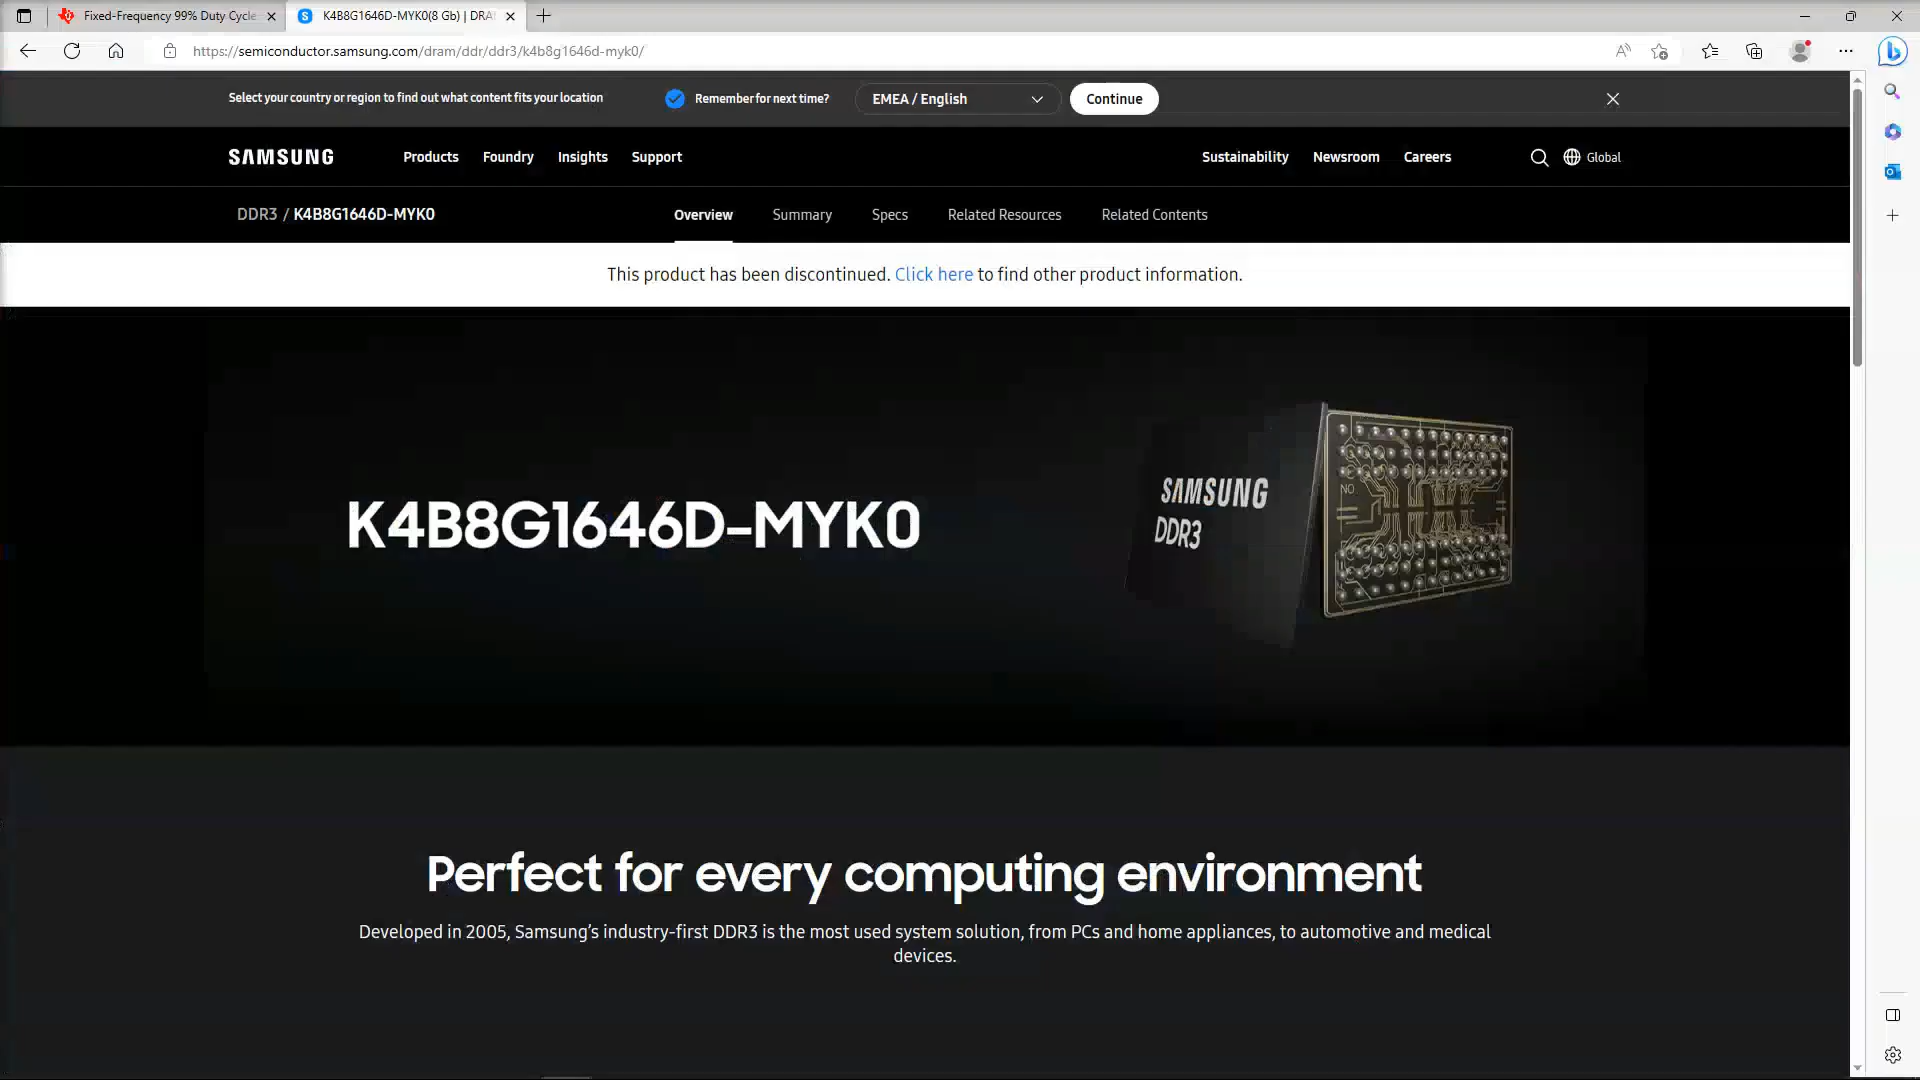 Fixed-Frequency 99% Duty Cycle
K4B8G1646D-MYK0(8 Gb) | DRA
https://semiconductor.samsung.com/dram/ddr/ddr3/k4b8g1646d-myk0/
Select your country or region to find out what content fits your location
Remember for next time?
EMEA / English
Continue
SAMSUNG
Products
Foundry
Insights
Support
Sustainability
Newsroom
Careers
Global
DDR3 / K4B8G1646D-MYK0
Overview
Summary
Specs
Related Resources
Related Contents
This product has been discontinued. Click here to find other product information.
K4B8G1646D-MYK0
SAMSUNG
DDR3
NO.
Perfect for every computing environment
Developed in 2005, Samsung's industry-first DDR3 is the most used system solution, from PCs and home appliances, to automotive and medical
devices.